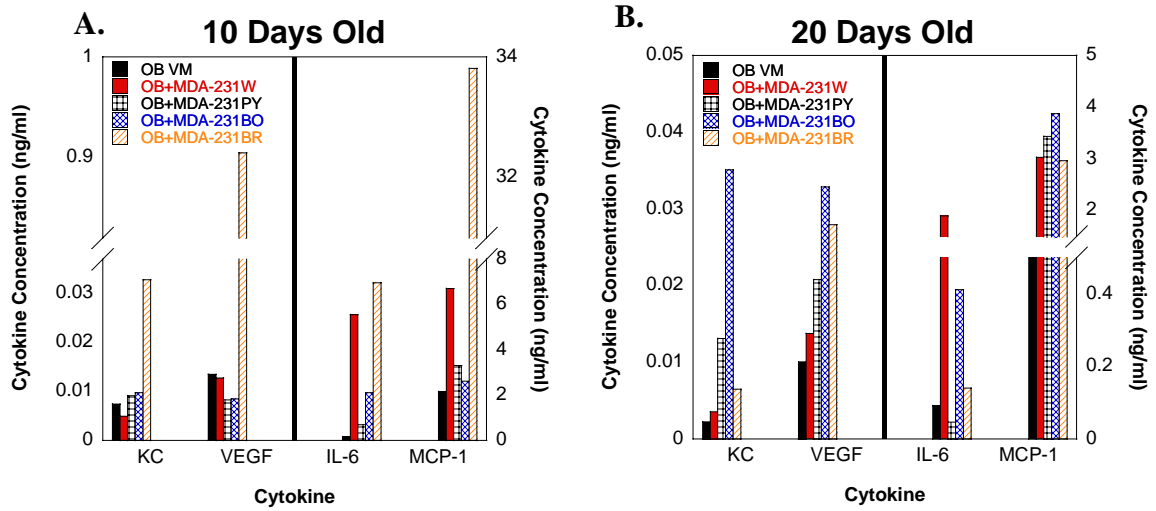 A.
10 Days Old
Cytokine Concentration (ng/ml)
1
0.9
0.03
0.02
0.01
0
OB VM
OB+MDA-231W
OB+MDA-231PY
OB+MDA-231BO
OB+MDA-231BR
34
32
8
6
4
2
0
Cytokine Concentration (ng/ml)
KC VEGF IL-6 MCP-1
Cytokine
B.
20 Days Old
Cytokine Concentration (ng/ml)
0.05
0.04
0.03
0.02
0.01
0
OB VM
OB+MDA-231W
OB+MDA-231PY
OB+MDA-231BO
OB+MDA-231BR
5
4
3
2
0.4
0.2
0
Cytokine Concentration (ng/ml)
KC VEGF IL-6 MCP-1
Cytokine